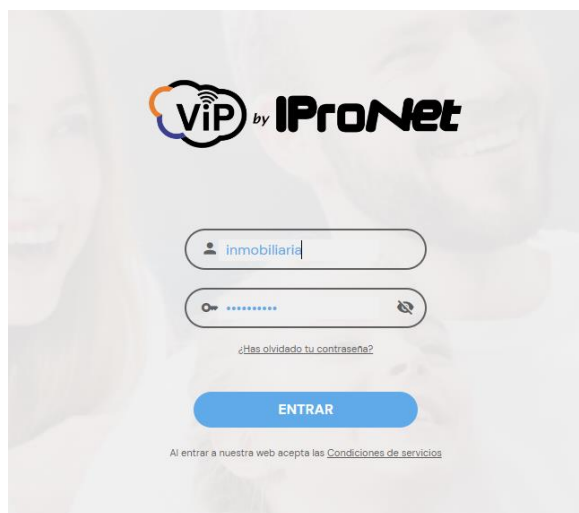 ViP by IProNet
inmobiliaria
••••••••••
¿Has olvidado tu contraseña?
ENTRAR
Al entrar a nuestra web acepta las Condiciones de servicios